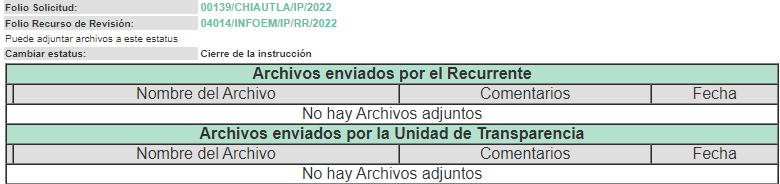 Folio Solicitud: 00139/CHIAUTLA/IP/2022
Folio Recurso de Revisión: 04014/INFOEM/IP/RR/2022
Puede adjuntar archivos a este estatus
Cambiar estatus: Cierre de la instrucción
Archivos enviados por el Recurrente
Nombre del Archivo Comentarios Fecha
No hay Archivos adjuntos
Archivos enviados por la Unidad de Transparencia
Nombre del Archivo Comentarios Fecha
No hay Archivos adjuntos